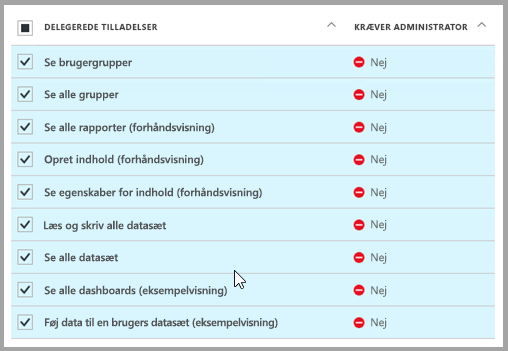 DELEGEREDE TILLADELSER KRÆVER ADMINISTRATOR
Se brugergrupper Nej
Se alle grupper Nej
Se alle rapporter (forhåndsvisning) Nej
Opret indhold (forhåndsvisning) Nej
Se egenskaber for indhold (forhåndsvisning) Nej
Læs og skriv alle datasæt Nej
Se alle datasæt Nej
Se alle dashboards (eksempelvisning) Nej
Føj data til en brugers datasæt (eksempelvisning) Nej